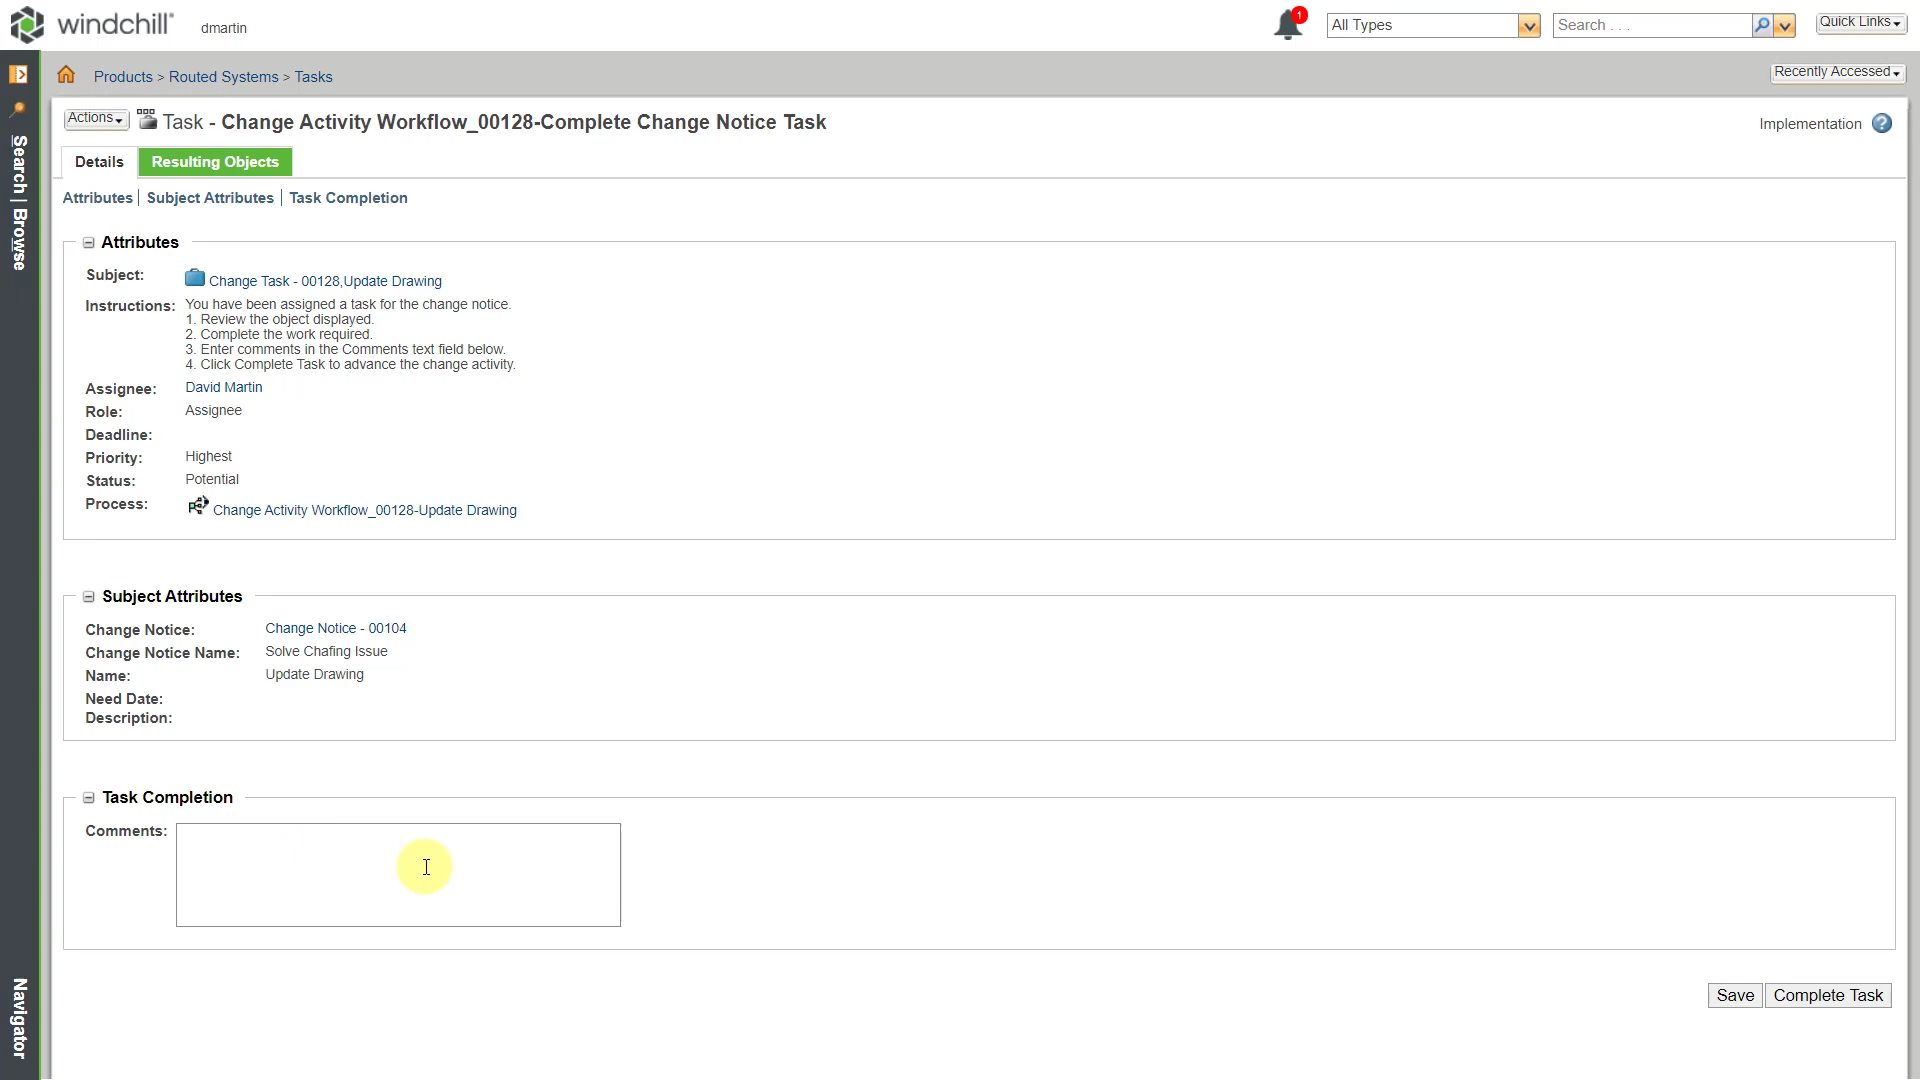 windchill® dmartin 1 All Types Search . . . Quick Links
Products > Routed Systems > Tasks Recently Accessed
Search | Browse
Navigator
Actions Task - Change Activity Workflow_00128-Complete Change Notice Task Implementation ?
Details Resulting Objects
Attributes Subject Attributes Task Completion
Attributes
Subject: Change Task - 00128,Update Drawing
Instructions: You have been assigned a task for the change notice.
1. Review the object displayed.
2. Complete the work required.
3. Enter comments in the Comments text field below.
4. Click Complete Task to advance the change activity.
Assignee: David Martin
Role: Assignee
Deadline:
Priority: Highest
Status: Potential
Process: Change Activity Workflow_00128-Update Drawing
Subject Attributes
Change Notice: Change Notice - 00104
Change Notice Name: Solve Chafing Issue
Name: Update Drawing
Need Date:
Description:
Task Completion
Comments:
Save Complete Task